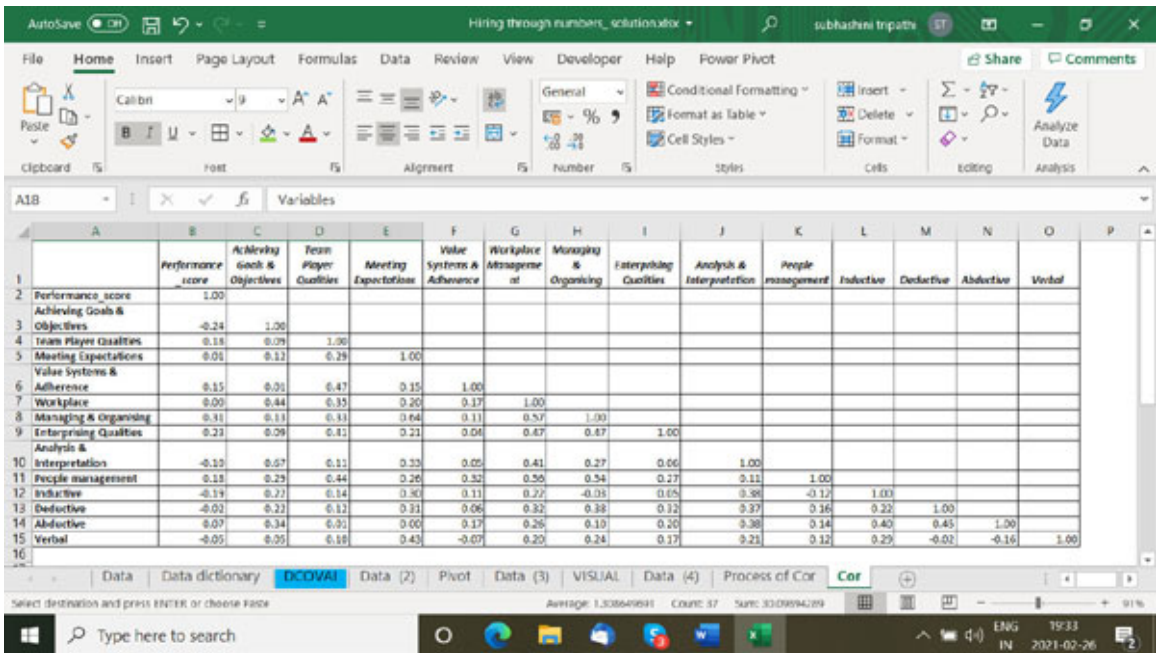 AutoSave Off Hiring through numbers_ solution.xlsx subhashini tripathi ST
File Home Insert Page Layout Formulas Data Review View Developer Help Power Pivot Share Comments
Paste Calibri 9 A A General Conditional Formatting Insert Σ
B I U A % Format as Table Delete Analyze Data
Cell Styles Format
Clipboard Font Alignment Number Styles Cells Editing Analysis
A18 fx Variables
A B C D E F G H I J K L M N O P
1 Performance_score Achieving Goals & Objectives Team Player Qualities Meeting Expectations Value Systems & Adherence Workplace Management Managing & Organising Enterprising Qualities Analysis & Interpretation People management Inductive Deductive Abductive Verbal
2 Performance_score 1.00
3 Achieving Goals & Objectives -0.24 1.00
4 Team Player Qualities 0.18 0.09 1.00
5 Meeting Expectations 0.01 0.12 0.29 1.00
6 Value Systems & Adherence 0.15 0.01 0.47 0.15 1.00
7 Workplace 0.00 0.44 0.35 0.20 0.17 1.00
8 Managing & Organising 0.31 0.13 0.33 0.64 0.11 0.57 1.00
9 Enterprising Qualities 0.23 0.09 0.21 0.04 0.47 0.47 1.00
10 Analysis & Interpretation -0.10 0.67 0.11 0.33 0.05 0.41 0.27 0.06 1.00
11 People management 0.18 0.29 0.44 0.26 0.32 0.56 0.54 0.27 0.11 1.00
12 Inductive -0.19 0.27 0.14 0.30 0.11 0.22 -0.03 0.05 0.38 -0.12 1.00
13 Deductive -0.02 0.22 0.12 0.31 0.06 0.32 0.38 0.32 0.37 0.16 0.22 1.00
14 Abductive 0.07 0.34 0.01 0.00 0.17 0.26 0.10 0.20 0.38 0.14 0.40 0.45 1.00
15 Verbal -0.05 0.05 0.10 0.43 -0.07 0.20 0.24 0.17 0.21 0.12 0.29 -0.02 -0.16 1.00
16
Data Data dictionary DCOVAI Data (2) Pivot Data (3) VISUAL Data (4) Process of Cor Cor
Select destination and press ENTER or choose Paste Count: 37 91%
Type here to search ENG 19:33
IN 2021-02-26